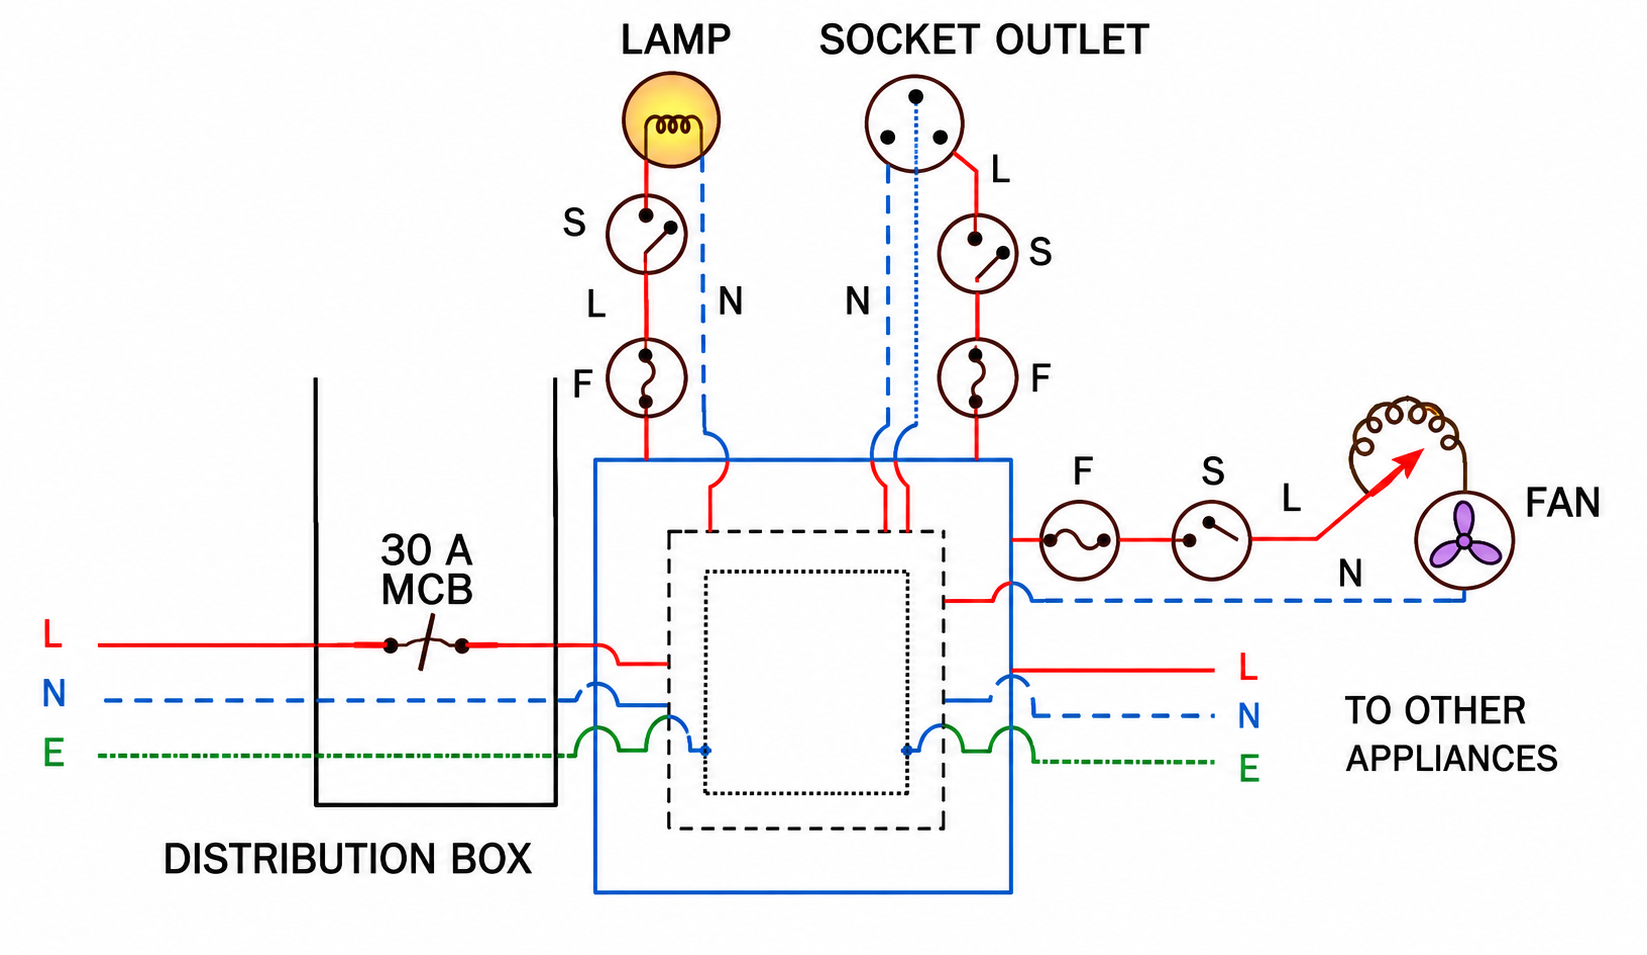 LAMP
SOCKET OUTLET
L
S
S
L
N
N
F
F
F
S
L
FAN
N
30 A
MCB
L
L
N
N
TO OTHER
E
E
APPLIANCES
DISTRIBUTION BOX